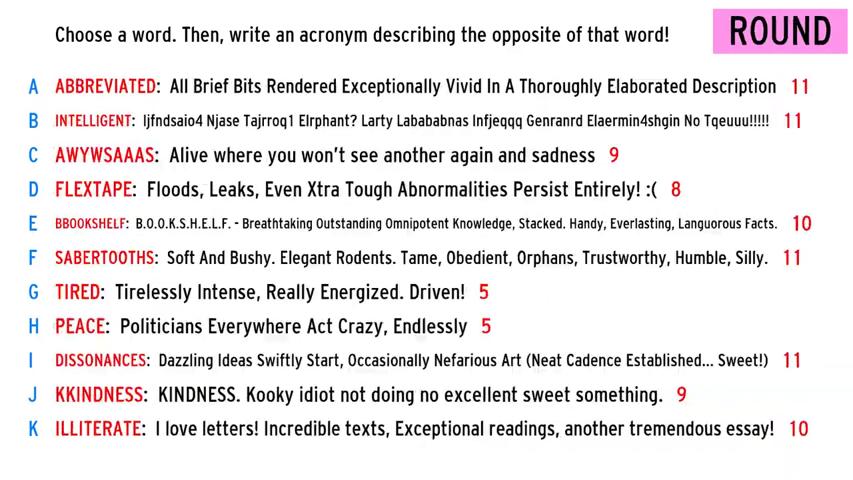 Choose a word. Then, write an acronym describing the opposite of that word!
ROUND
A ABBREVIATED: All Brief Bits Rendered Exceptionally Vivid In A Thoroughly Elaborated Description 11
B INTELLIGENT: Ijfndsaio4 Njase Tajrroq1 Elrphant? Larty Labababnas Infjeqqq Genranrd Elaermin4shgin No Tqeuuu!!!!! 11
C AWYWSAAAS: Alive where you won't see another again and sadness 9
D FLEXTAPE: Floods, Leaks, Even Xtra Tough Abnormalities Persist Entirely! :( 8
E BBOOKSHELF: B.O.O.K.S.H.E.L.F. - Breathtaking Outstanding Omnipotent Knowledge, Stacked. Handy, Everlasting, Languorous Facts. 10
F SABERTOOTHS: Soft And Bushy. Elegant Rodents. Tame, Obedient, Orphans, Trustworthy, Humble, Silly. 11
G TIRED: Tirelessly Intense, Really Energized. Driven! 5
H PEACE: Politicians Everywhere Act Crazy, Endlessly 5
I DISSONANCES: Dazzling Ideas Swiftly Start, Occasionally Nefarious Art (Neat Cadence Established... Sweet!) 11
J KKINDNESS: KINDNESS. Kooky idiot not doing no excellent sweet something. 9
K ILLITERATE: I love letters! Incredible texts, Exceptional readings, another tremendous essay! 10